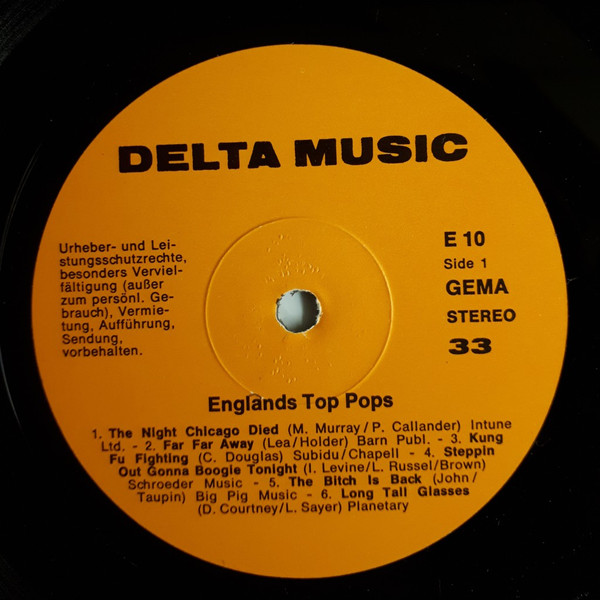 DELTA MUSIC
Urheber- und Lei-
stungsschutzrechte,
besonders Verviel-
fältigung (außer
zum persönl. Ge-
brauch), Vermie-
tung, Aufführung,
Sendung,
vorbehalten.
E 10
Side 1
GEMA
STEREO
33
Englands Top Pops
1. The Night Chicago Died (M. Murray/P. Callander) Intune
Ltd. - 2. Far Far Away (Lea/Holder) Barn Publ. - 3. Kung
Fu Fighting (C. Douglas) Subidu/Chapell - 4. Steppin
Out Gonna Boogie Tonight (I. Levine/L. Russel/Brown)
Schroeder Music - 5. The Bitch Is Back (John/
Taupin) Big Pig Music - 6. Long Tall Glasses
(D. Courtney/L. Sayer) Planetary